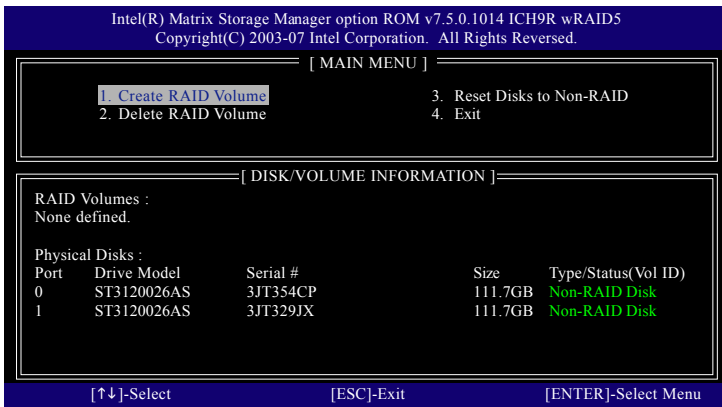 Intel(R) Matrix Storage Manager option ROM v7.5.0.1014 ICH9R wRAID5
Copyright(C) 2003-07 Intel Corporation. All Rights Reversed.
[ MAIN MENU ]
1. Create RAID Volume 3. Reset Disks to Non-RAID
2. Delete RAID Volume 4. Exit
[ DISK/VOLUME INFORMATION ]
RAID Volumes :
None defined.
Physical Disks :
Port Drive Model Serial # Size Type/Status(Vol ID)
0 ST3120026AS 3JT354CP 111.7GB Non-RAID Disk
1 ST3120026AS 3JT329JX 111.7GB Non-RAID Disk
[↑↓]-Select [ESC]-Exit [ENTER]-Select Menu